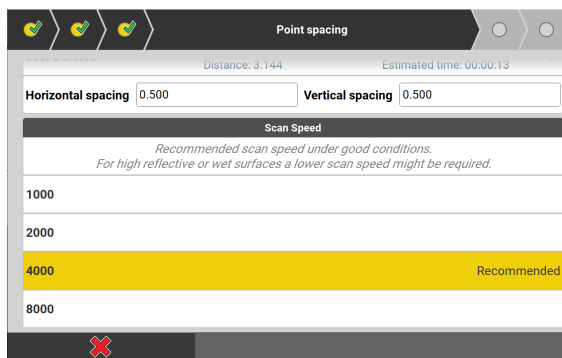 Point spacing
Distance: 3.144 Estimated time: 00:00:13
Horizontal spacing 0.500 Vertical spacing 0.500
Scan Speed
Recommended scan speed under good conditions.
For high reflective or wet surfaces a lower scan speed might be required.
1000
2000
4000 Recommended
8000